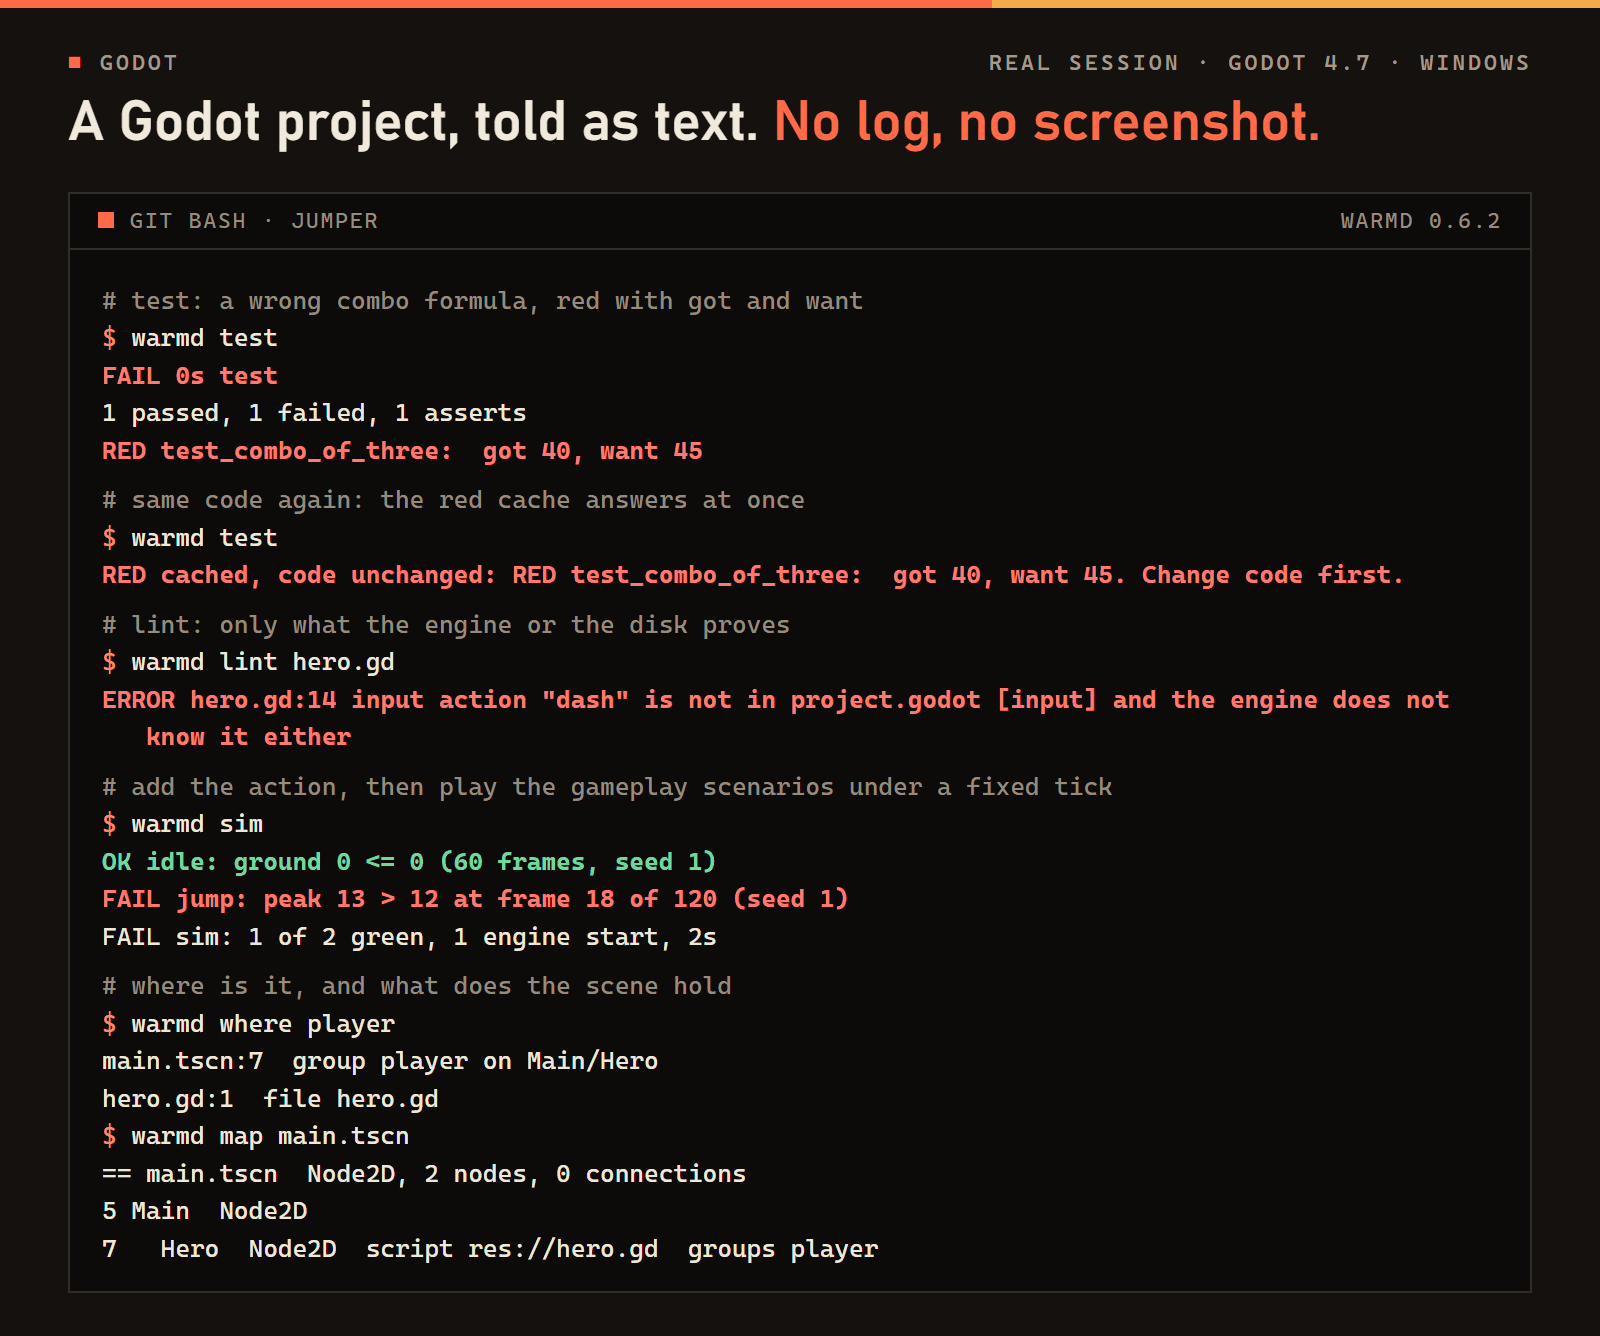 GODOT
REAL SESSION · GODOT 4.7 · WINDOWS
A Godot project, told as text. No log, no screenshot.
GIT BASH · JUMPER
WARMD 0.6.2
# test: a wrong combo formula, red with got and want
$ warmd test
FAIL 0s test
1 passed, 1 failed, 1 asserts
RED test_combo_of_three:  got 40, want 45
# same code again: the red cache answers at once
$ warmd test
RED cached, code unchanged: RED test_combo_of_three:  got 40, want 45. Change code first.
# lint: only what the engine or the disk proves
$ warmd lint hero.gd
ERROR hero.gd:14 input action "dash" is not in project.godot [input] and the engine does not
   know it either
# add the action, then play the gameplay scenarios under a fixed tick
$ warmd sim
OK idle: ground 0 <= 0 (60 frames, seed 1)
FAIL jump: peak 13 > 12 at frame 18 of 120 (seed 1)
FAIL sim: 1 of 2 green, 1 engine start, 2s
# where is it, and what does the scene hold
$ warmd where player
main.tscn:7  group player on Main/Hero
hero.gd:1  file hero.gd
$ warmd map main.tscn
== main.tscn  Node2D, 2 nodes, 0 connections
5 Main  Node2D
7   Hero  Node2D  script res://hero.gd  groups player